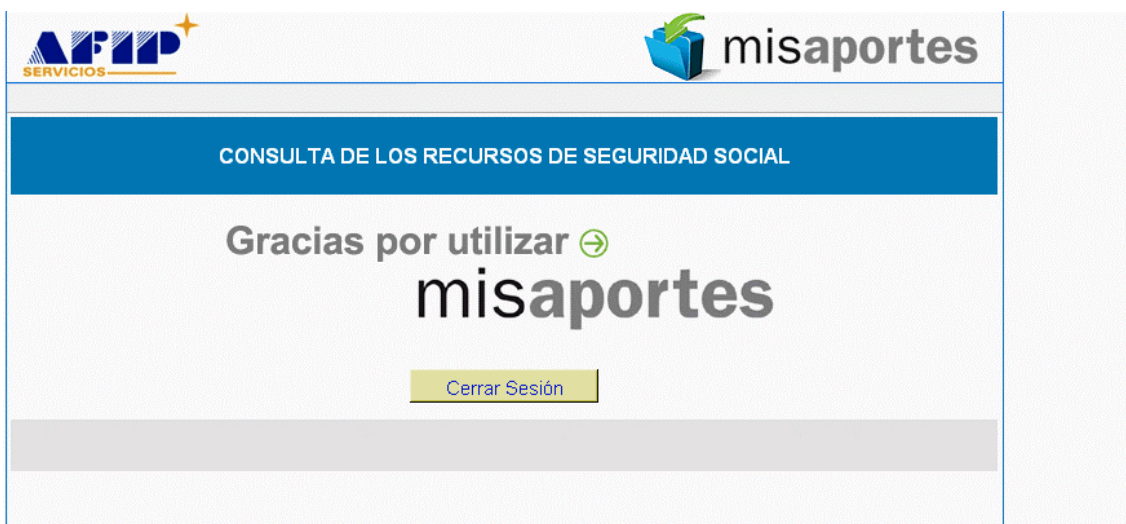 AFIP
SERVICIOS
misaportes
CONSULTA DE LOS RECURSOS DE SEGURIDAD SOCIAL
Gracias por utilizar
misaportes
Cerrar Sesión